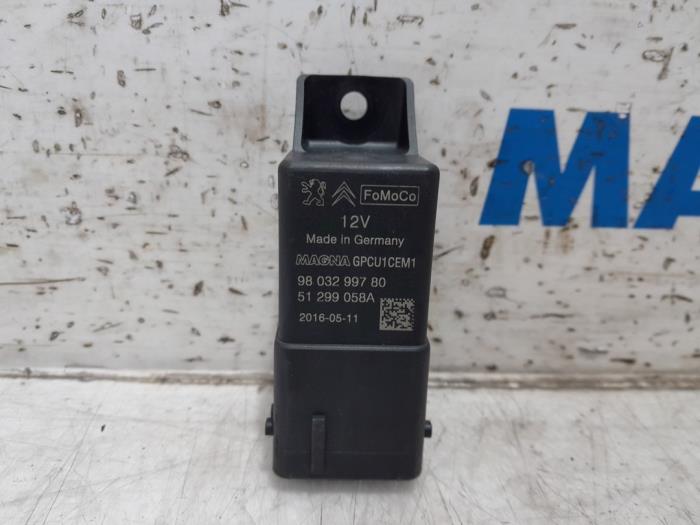 FoMoCo
12V
Made in Germany
MAGNA GPCU1CEM1
98 032 997 80
51 299 058A
2016-05-11
MA